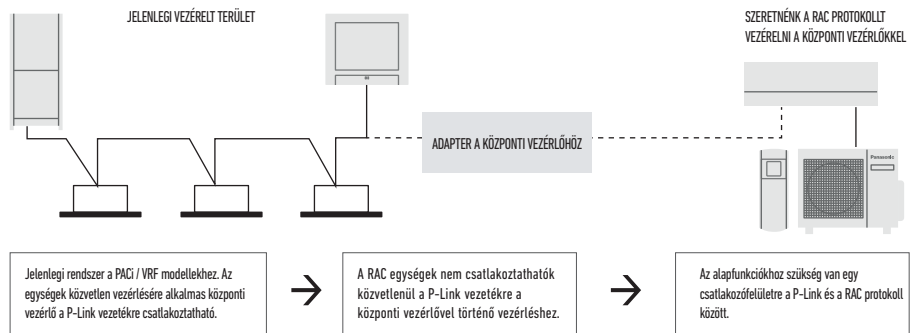 JELENLEGI VEZÉRELT TERÜLET
SZERETNÉNK A RAC PROTOKOLLT
VEZÉRELNI A KÖZPONTI VEZÉRLŐKKEL
ADAPTER A KÖZPONTI VEZÉRLŐHÖZ
Panasonic
Jelenlegi rendszer a PACi / VRF modellekhez. Az
egységek közvetlen vezérlésére alkalmas központi
vezérlő a P-Link vezetékre csatlakoztatható.
A RAC egységek nem csatlakoztathatók
közvetlenül a P-Link vezetékre a
központi vezérlővel történő vezérléshez.
Az alapfunkciókhoz szükség van egy
csatlakozófelületre a P-Link és a RAC protokoll
között.